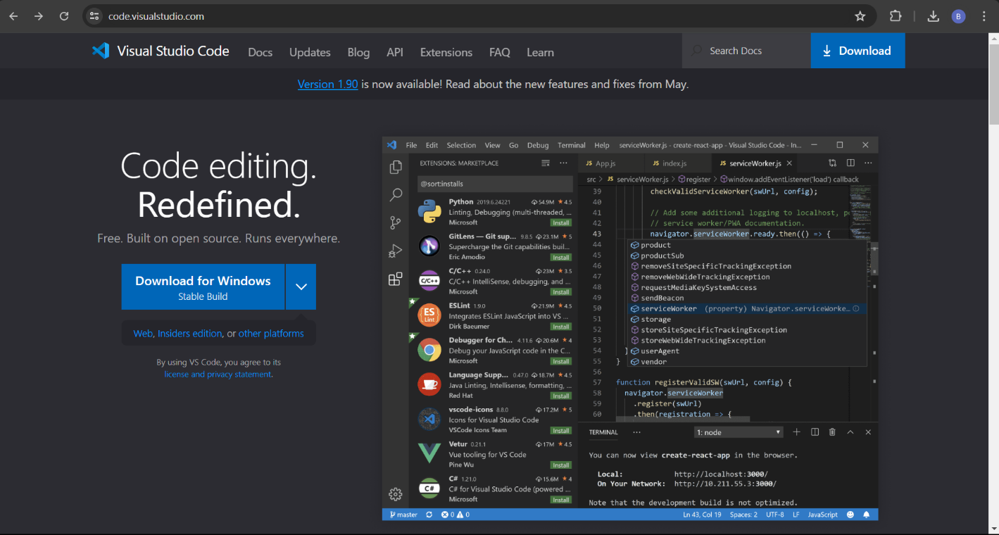 code.visualstudio.com
B
Visual Studio Code
Docs Updates Blog API Extensions FAQ Learn
Search Docs
Download
Version 1.90 is now available! Read about the new features and fixes from May.
Code editing.
Redefined.
Free. Built on open source. Runs everywhere.
Download for Windows
Stable Build
Web, Insiders edition, or other platforms
By using VS Code, you agree to its
license and privacy statement.
File Edit Selection View Go Debug Terminal Help serviceWorker.js - create-react-app - Visual Studio Code - In...
EXTENSIONS: MARKETPLACE
@sortinstalls
Python 2019.6.24221 54.9M 4.5
Linting, Debugging (multi-threaded, ...
Microsoft Install
GitLens — Git sup... 9.8.5 23.1M 5
Supercharge the Git capabilities buil...
Eric Amodio Install
C/C++ 0.24.0 23M 3.5
C/C++ IntelliSense, debugging, and ...
Microsoft Install
C/C++
ESLint 1.9.0 21.9M 4.5
Integrates ESLint JavaScript into VS ...
Dirk Baeumer Install
ES
Lint
Debugger for Ch... 4.11.6 20.6M 4
Debug your JavaScript code in the C...
Microsoft Install
Language Supp... 0.47.0 18.7M 4.5
Java Linting, Intellisense, formatting, ...
Red Hat Install
vscode-icons 8.8.0 17.2M 5
Icons for Visual Studio Code
VSCode Icons Team Install
Vetur 0.21.1 17M 4.5
Vue tooling for VS Code
Pine Wu Install
C# 1.21.0 15.6M 4
C# for Visual Studio Code (powered ...
Microsoft Install
C#
JS App.js JS index.js JS serviceWorker.js
src > JS serviceWorker.js > register > window.addEventListener('load') callback
39 checkValidServiceWorker(swUrl, config);
40
41 // Add some additional logging to localhost, p
42 // service worker/PWA documentation.
43 navigator.serviceWorker.ready.then(() => {
44 product
45 productSub
46 removeSiteSpecificTrackingException
47 removeWebWideTrackingException
48 requestMediaKeySystemAccess
49 sendBeacon
50 serviceWorker (property) Navigator.serviceWorke...
51 storage
52 storeSiteSpecificTrackingException
53 storeWebWideTrackingException
54 } userAgent
55 } vendor
56
57 function registerValidSW(swUrl, config) {
58 navigator.serviceWorker
59 .register(swUrl)
60 .then(registration => {
TERMINAL ... 1: node
You can now view create-react-app in the browser.
Local: http://localhost:3000/
On Your Network: http://10.211.55.3:3000/
Note that the development build is not optimized.
master 0 0 Ln 43, Col 19 Spaces: 2 UTF-8 LF JavaScript